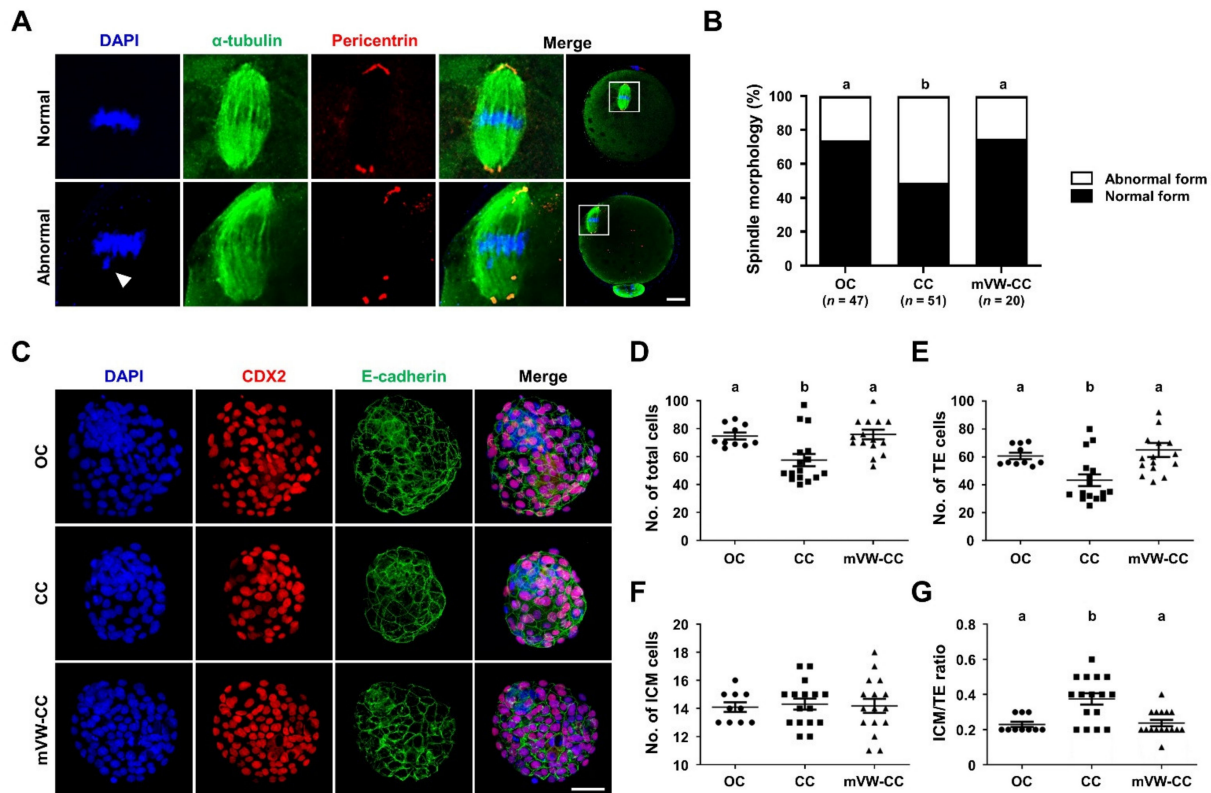 A
DAPI α-tubulin Pericentrin Merge
Normal
Abnormal
B
Spindle morphology (%)
100
80
60
40
20
0
a b a
OC CC mVW-CC
(n = 47) (n = 51) (n = 20)
Abnormal form
Normal form
C
DAPI CDX2 E-cadherin Merge
OC
CC
mVW-CC
D
a b a
No. of total cells
100
80
60
40
20
0
OC CC mVW-CC
E
a b a
No. of TE cells
100
80
60
40
20
0
OC CC mVW-CC
F
No. of ICM cells
20
18
16
14
12
10
OC CC mVW-CC
G
a b a
ICM/TE ratio
0.8
0.6
0.4
0.2
0.0
OC CC mVW-CC